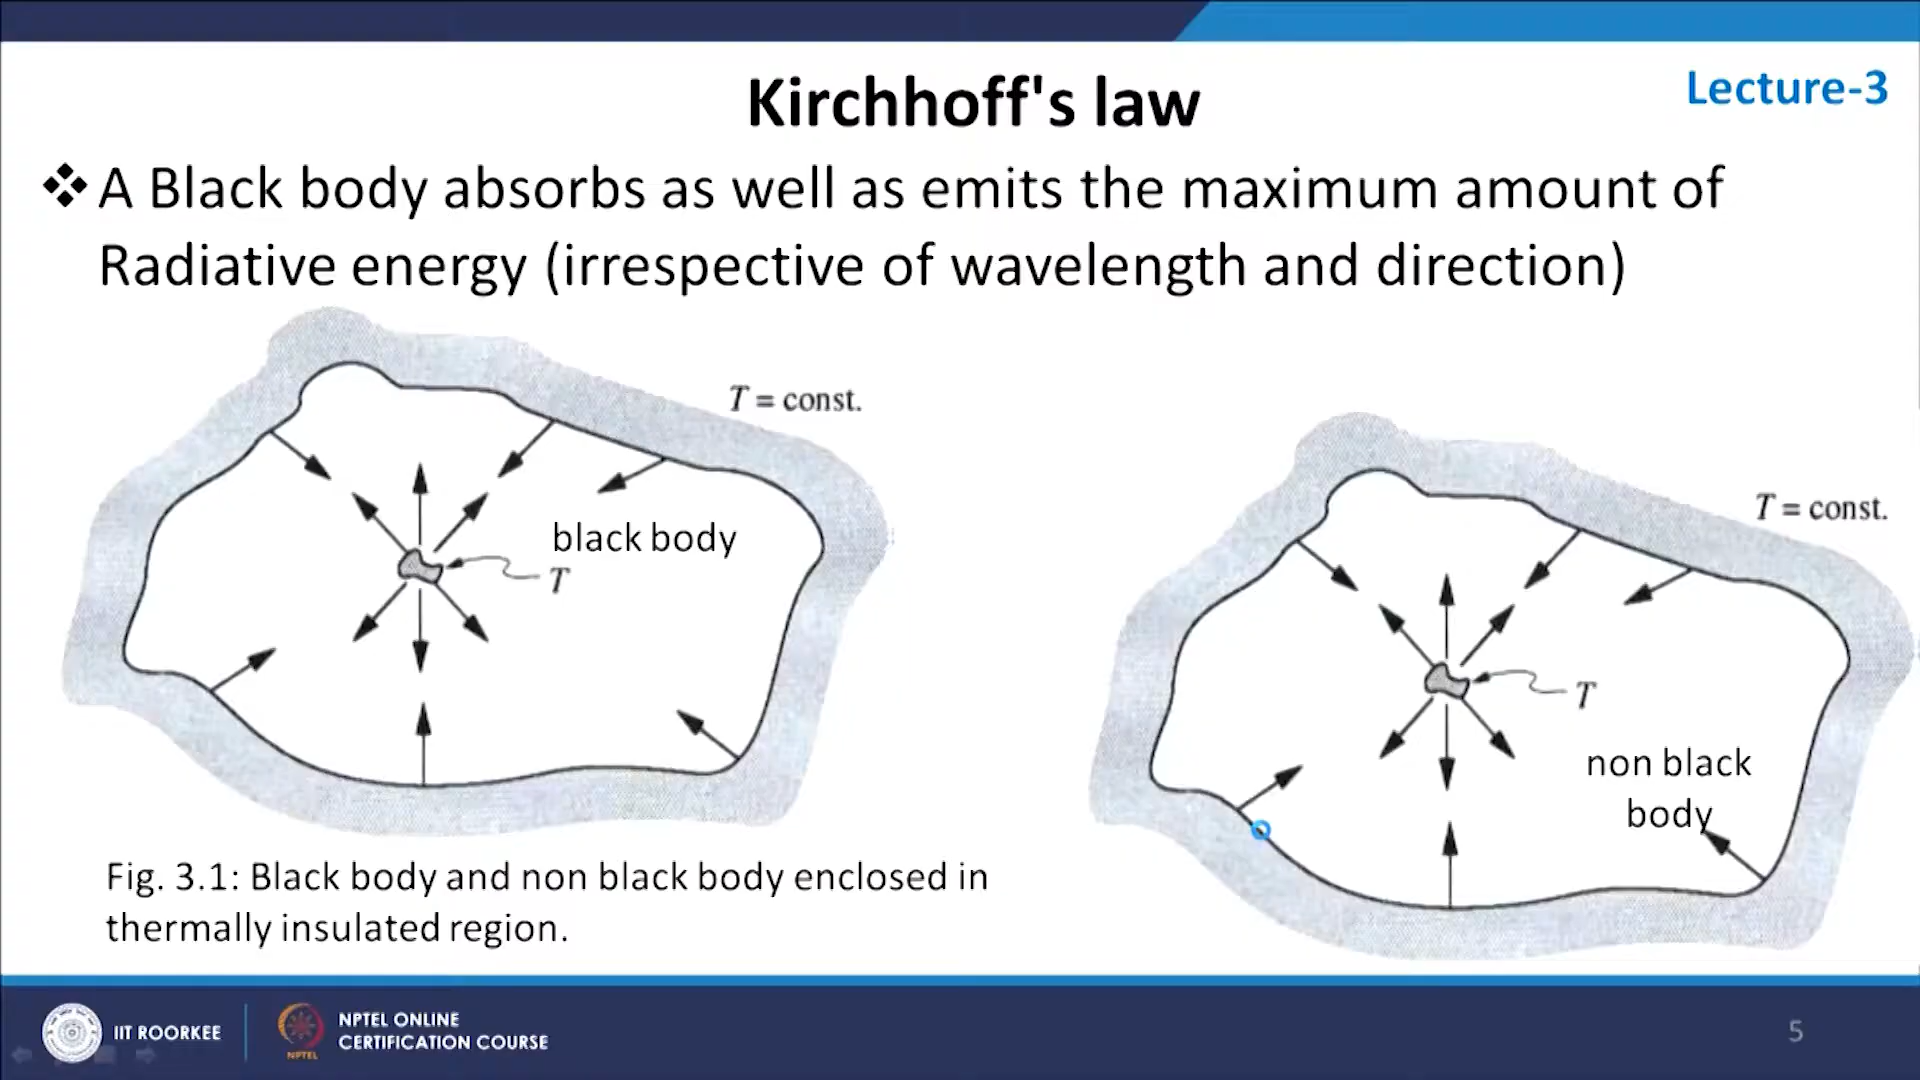 Kirchhoff's law
Lecture-3
❖ A Black body absorbs as well as emits the maximum amount of
Radiative energy (irrespective of wavelength and direction)
T = const.
black body
T
T = const.
T
non black
body
Fig. 3.1: Black body and non black body enclosed in
thermally insulated region.
IIT ROORKEE
NPTEL
NPTEL ONLINE
CERTIFICATION COURSE
5